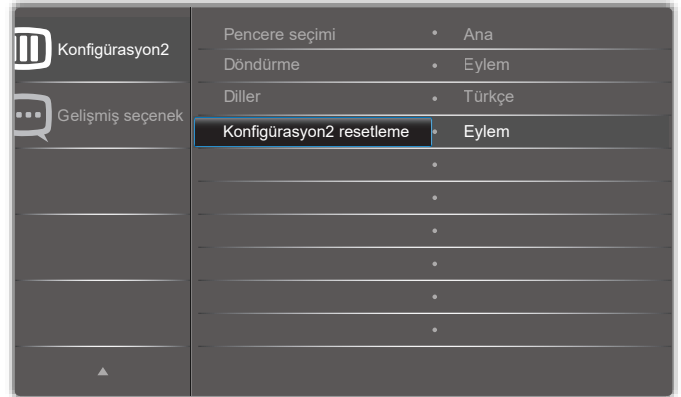 Konfigürasyon2
Gelişmiş seçenek
Pencere seçimi • Ana
Döndürme • Eylem
Diller • Türkçe
Konfigürasyon2 resetleme • Eylem